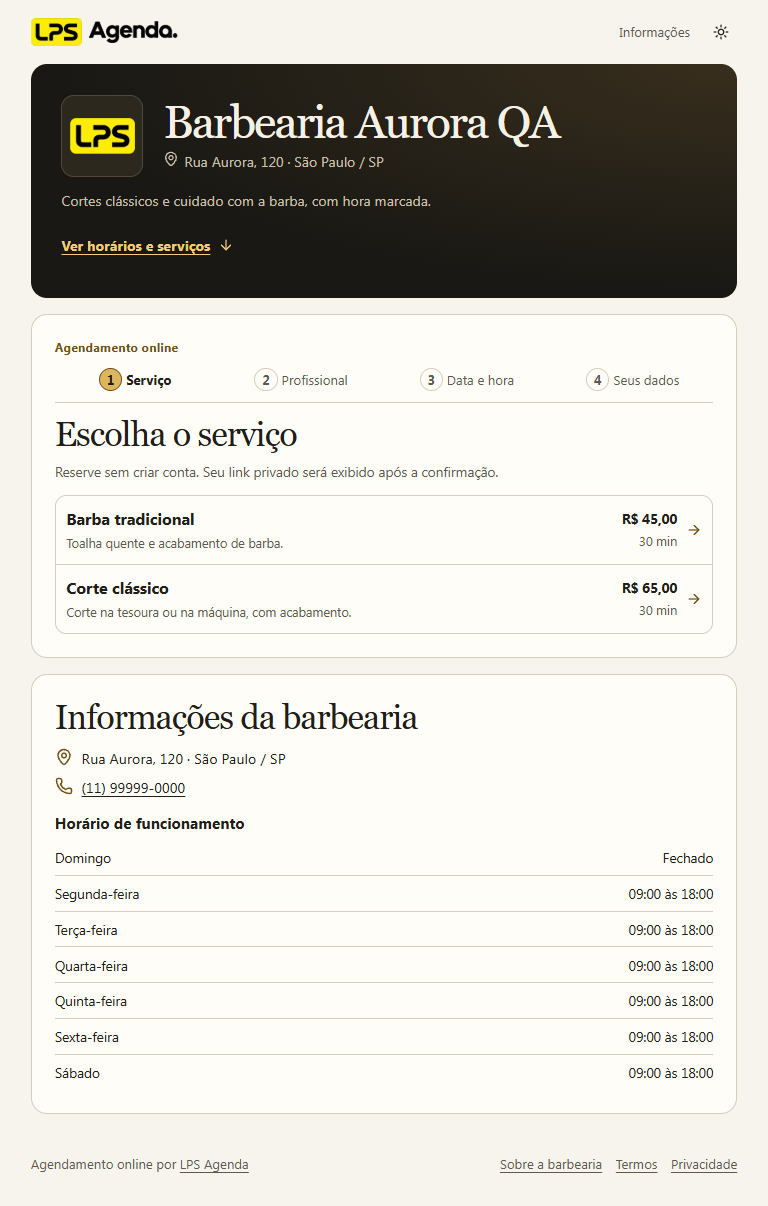 LPS Agenda.
Informações
LPS
Barbearia Aurora QA
Rua Aurora, 120 · São Paulo / SP
Cortes clássicos e cuidado com a barba, com hora marcada.
Ver horários e serviços
Agendamento online
1 Serviço
2 Profissional
3 Data e hora
4 Seus dados
Escolha o serviço
Reserve sem criar conta. Seu link privado será exibido após a confirmação.
Barba tradicional
R$ 45,00
Toalha quente e acabamento de barba.
30 min
Corte clássico
R$ 65,00
Corte na tesoura ou na máquina, com acabamento.
30 min
Informações da barbearia
Rua Aurora, 120 · São Paulo / SP
(11) 99999-0000
Horário de funcionamento
Domingo Fechado
Segunda-feira 09:00 às 18:00
Terça-feira 09:00 às 18:00
Quarta-feira 09:00 às 18:00
Quinta-feira 09:00 às 18:00
Sexta-feira 09:00 às 18:00
Sábado 09:00 às 18:00
Agendamento online por LPS Agenda
Sobre a barbearia Termos Privacidade